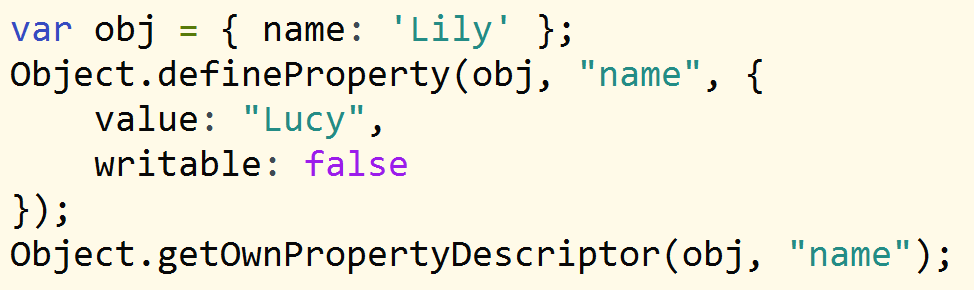 var obj = { name: 'Lily' };
Object.defineProperty(obj, "name", {
    value: "Lucy",
    writable: false
});
Object.getOwnPropertyDescriptor(obj, "name");